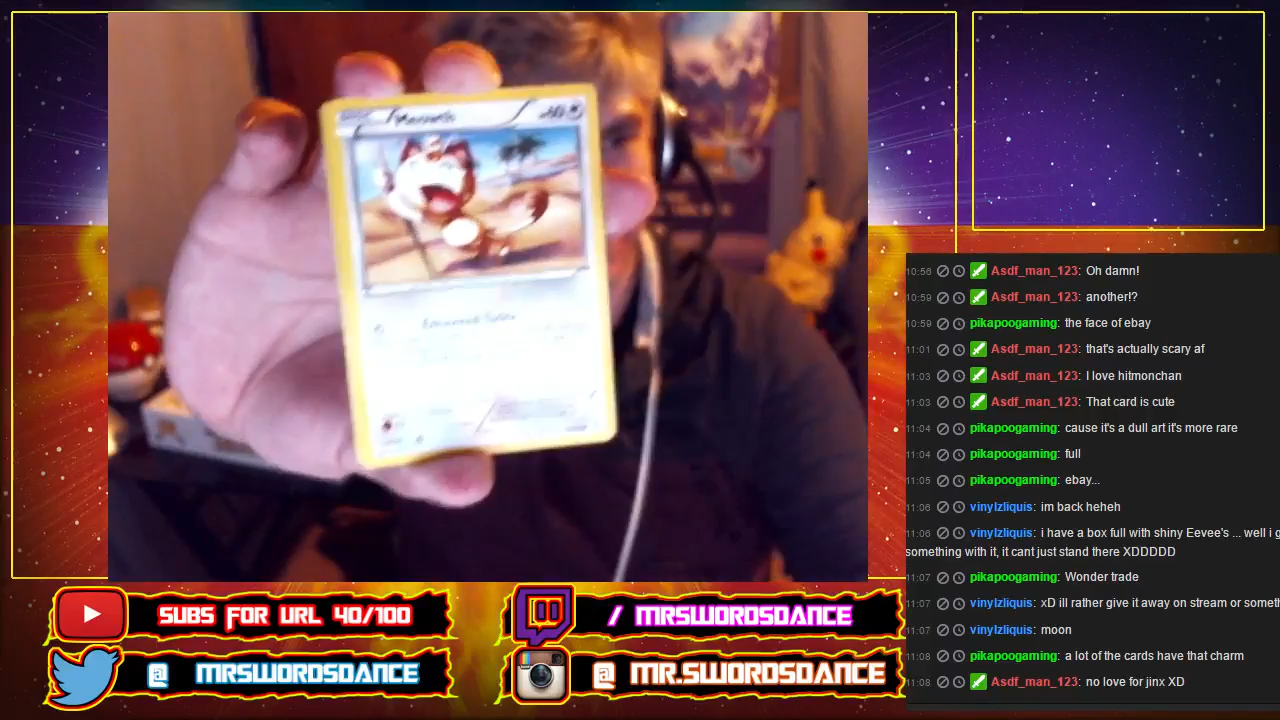 Meowth
10:58 Asdf_man_123: Oh damn!
10:59 Asdf_man_123: another!?
10:59 pikapoogaming: the face of ebay
11:01 Asdf_man_123: that's actually scary af
11:03 Asdf_man_123: I love hitmonchan
11:03 Asdf_man_123: That card is cute
11:04 pikapoogaming: cause it's a dull art it's more rare
11:04 pikapoogaming: full
11:05 pikapoogaming: ebay...
11:06 vinylzliquis: im back heheh
11:06 vinylzliquis: i have a box full with shiny Eevee's ... well i g
something with it, it cant just stand there XDDDDD
11:07 pikapoogaming: Wonder trade
11:07 vinylzliquis: xD ill rather give it away on stream or someth
11:07 vinylzliquis: moon
11:08 pikapoogaming: a lot of the cards have that charm
11:08 Asdf_man_123: no love for jinx XD
SUBS FOR URL 40/100
/ MRSWORDSDANCE
@ MRSWORDSDANCE
@ MR.SWORDSDANCE